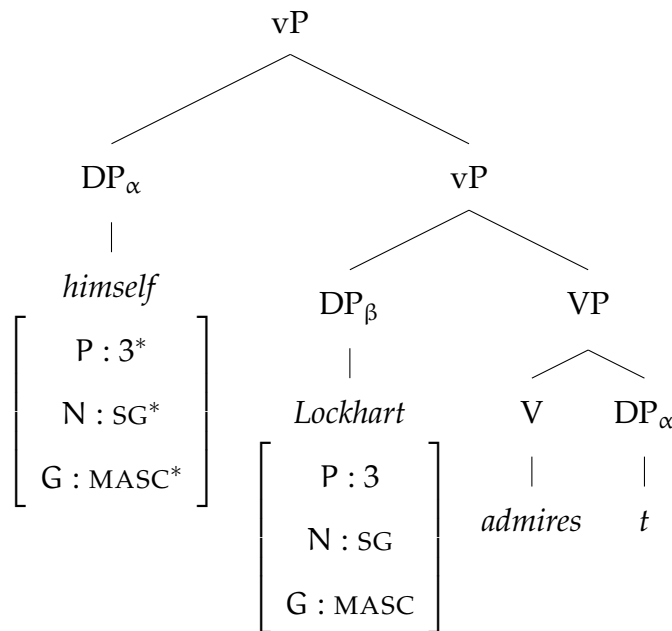 vP
DPα vP
himself DPβ VP
P : 3*
N : SG* Lockhart V DPα
G : MASC* P : 3 admires t
N : SG
G : MASC